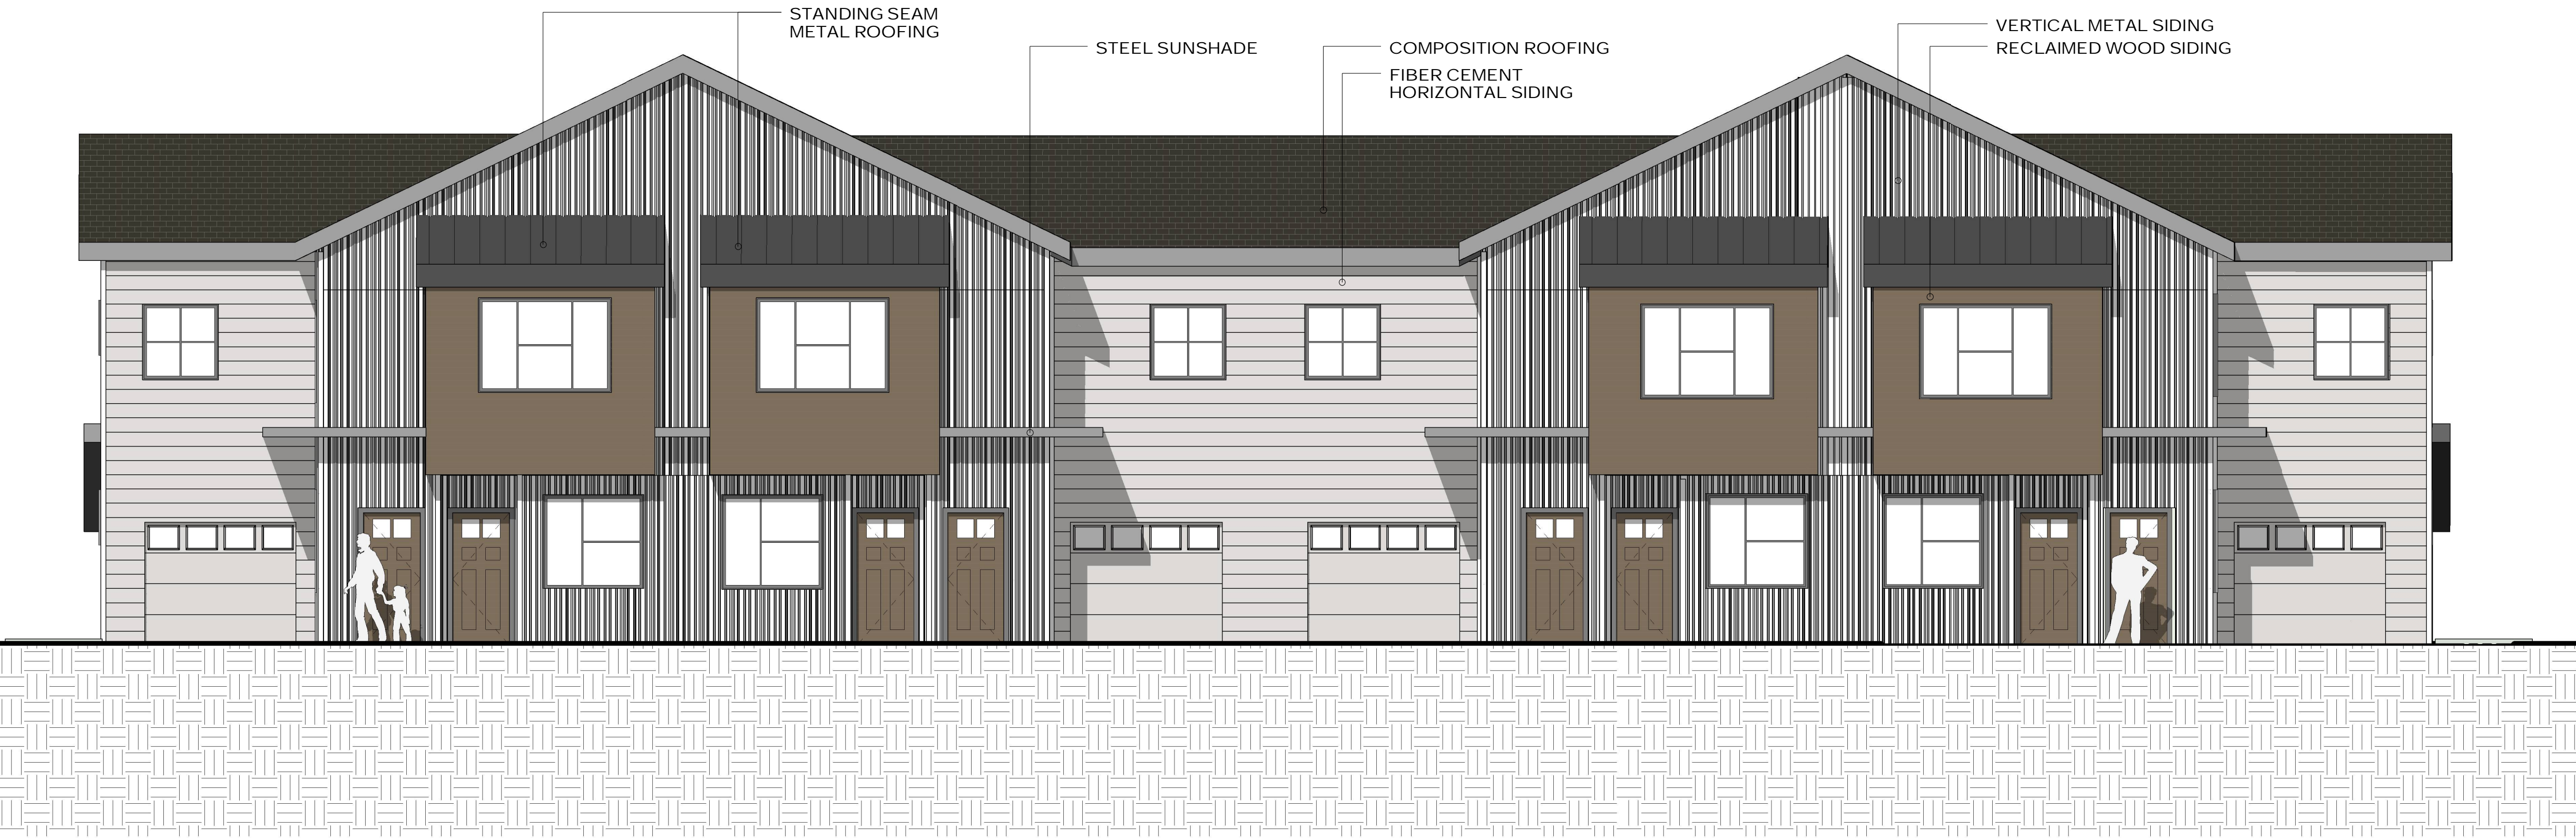 STANDING SEAM
METAL ROOFING
STEEL SUNSHADE
COMPOSITION ROOFING
FIBER CEMENT
HORIZONTAL SIDING
VERTICAL METAL SIDING
RECLAIMED WOOD SIDING